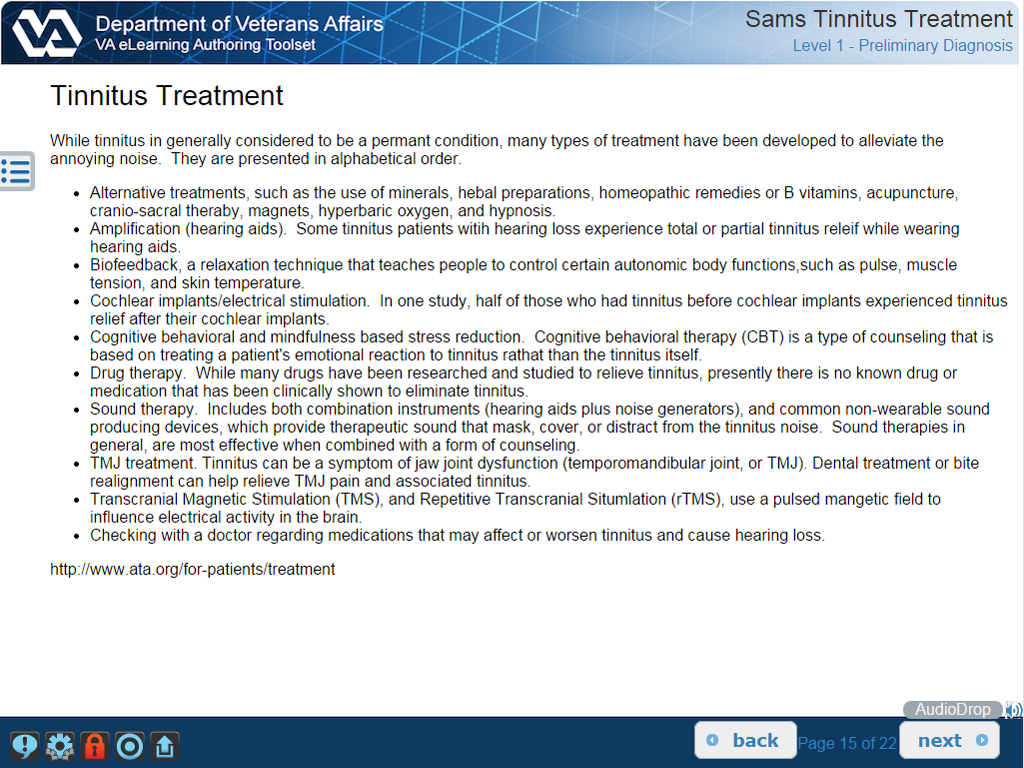 Department of Veterans Affairs
VA eLearning Authoring Toolset
Sams Tinnitus Treatment
Level 1 - Preliminary Diagnosis
Tinnitus Treatment
While tinnitus in generally considered to be a permant condition, many types of treatment have been developed to alleviate the
annoying noise.  They are presented in alphabetical order.
• Alternative treatments, such as the use of minerals, hebal preparations, homeopathic remedies or B vitamins, acupuncture,
cranio-sacral theraby, magnets, hyperbaric oxygen, and hypnosis.
• Amplification (hearing aids).  Some tinnitus patients witih hearing loss experience total or partial tinnitus releif while wearing
hearing aids.
• Biofeedback, a relaxation technique that teaches people to control certain autonomic body functions,such as pulse, muscle
tension, and skin temperature.
• Cochlear implants/electrical stimulation.  In one study, half of those who had tinnitus before cochlear implants experienced tinnitus
relief after their cochlear implants.
• Cognitive behavioral and mindfulness based stress reduction.  Cognitive behavioral therapy (CBT) is a type of counseling that is
based on treating a patient's emotional reaction to tinnitus rathat than the tinnitus itself.
• Drug therapy.  While many drugs have been researched and studied to relieve tinnitus, presently there is no known drug or
medication that has been clinically shown to eliminate tinnitus.
• Sound therapy.  Includes both combination instruments (hearing aids plus noise generators), and common non-wearable sound
producing devices, which provide therapeutic sound that mask, cover, or distract from the tinnitus noise.  Sound therapies in
general, are most effective when combined with a form of counseling.
• TMJ treatment. Tinnitus can be a symptom of jaw joint dysfunction (temporomandibular joint, or TMJ). Dental treatment or bite
realignment can help relieve TMJ pain and associated tinnitus.
• Transcranial Magnetic Stimulation (TMS), and Repetitive Transcranial Situmlation (rTMS), use a pulsed mangetic field to
influence electrical activity in the brain.
• Checking with a doctor regarding medications that may affect or worsen tinnitus and cause hearing loss.
http://www.ata.org/for-patients/treatment
AudioDrop
back
Page 15 of 22
next